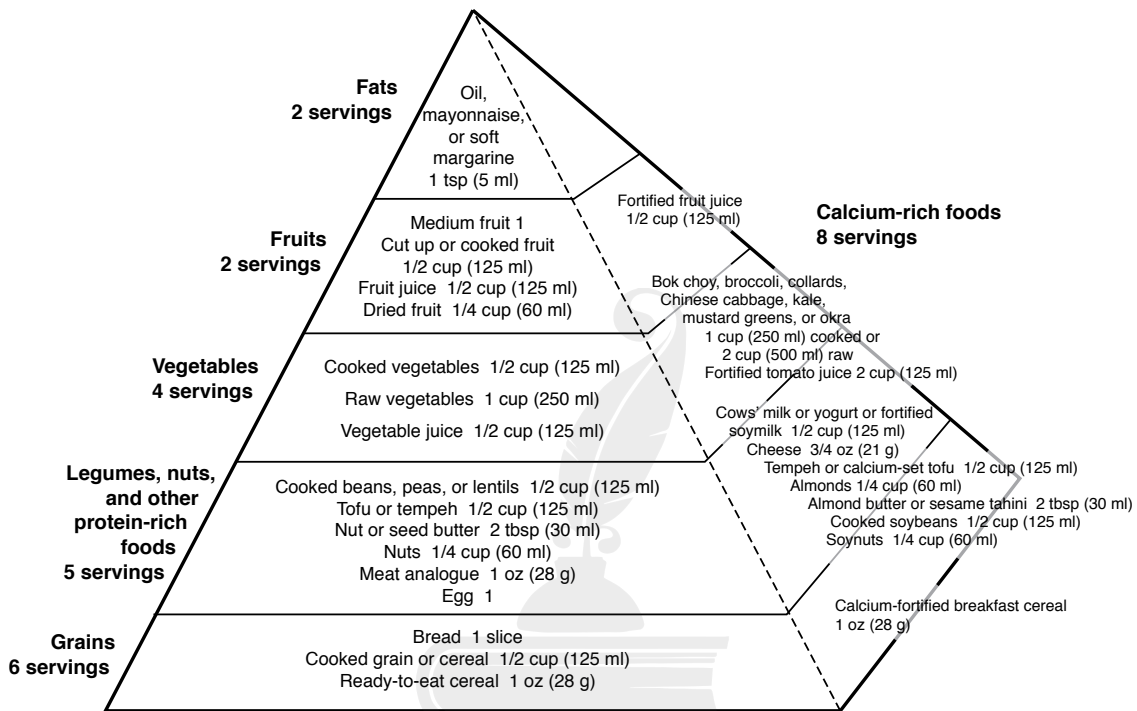 Fats
2 servings
Oil,
mayonnaise,
or soft
margarine
1 tsp (5 ml)
Fruits
2 servings
Medium fruit 1
Cut up or cooked fruit
1/2 cup (125 ml)
Fruit juice 1/2 cup (125 ml)
Dried fruit 1/4 cup (60 ml)
Vegetables
4 servings
Cooked vegetables 1/2 cup (125 ml)
Raw vegetables 1 cup (250 ml)
Vegetable juice 1/2 cup (125 ml)
Legumes, nuts,
and other
protein-rich
foods
5 servings
Cooked beans, peas, or lentils 1/2 cup (125 ml)
Tofu or tempeh 1/2 cup (125 ml)
Nut or seed butter 2 tbsp (30 ml)
Nuts 1/4 cup (60 ml)
Meat analogue 1 oz (28 g)
Egg 1
Grains
6 servings
Bread 1 slice
Cooked grain or cereal 1/2 cup (125 ml)
Ready-to-eat cereal 1 oz (28 g)
Calcium-rich foods
8 servings
Fortified fruit juice
1/2 cup (125 ml)
Bok choy, broccoli, collards,
Chinese cabbage, kale,
mustard greens, or okra
1 cup (250 ml) cooked or
2 cup (500 ml) raw
Fortified tomato juice 2 cup (125 ml)
Cows' milk or yogurt or fortified
soymilk 1/2 cup (125 ml)
Cheese 3/4 oz (21 g)
Tempeh or calcium-set tofu 1/2 cup (125 ml)
Almonds 1/4 cup (60 ml)
Almond butter or sesame tahini 2 tbsp (30 ml)
Cooked soybeans 1/2 cup (125 ml)
Soynuts 1/4 cup (60 ml)
Calcium-fortified breakfast cereal
1 oz (28 g)